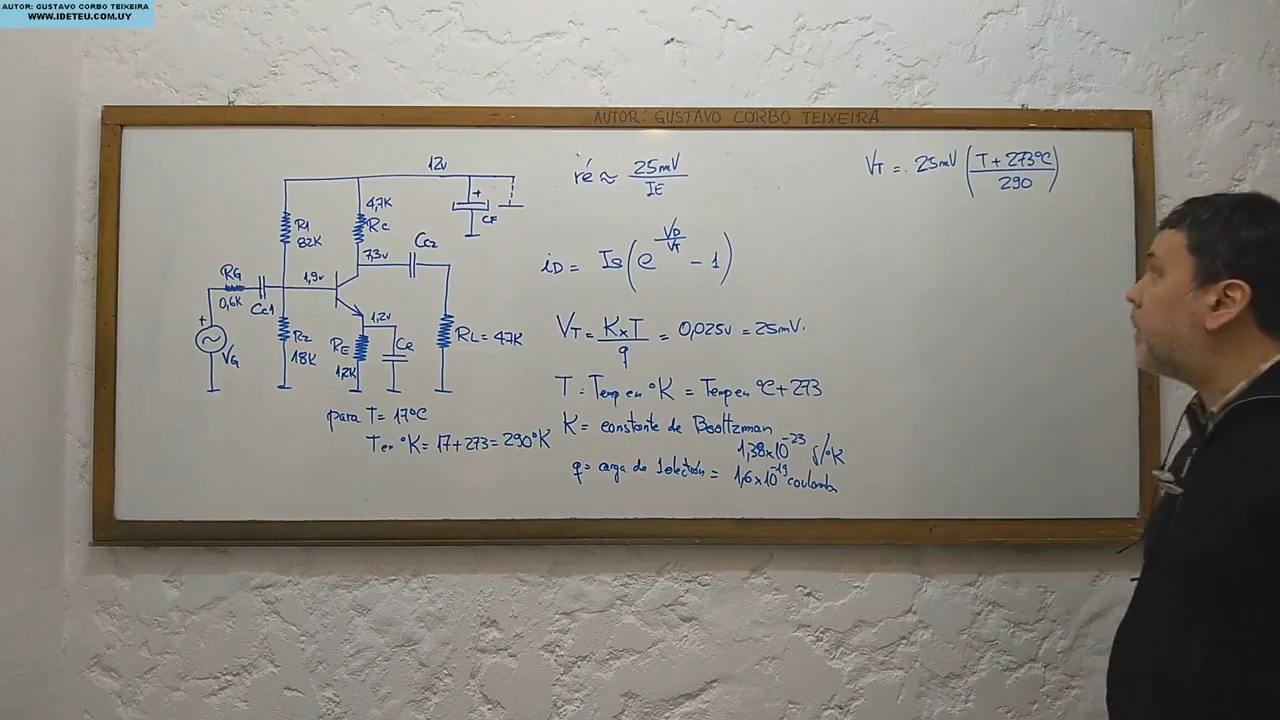 AUTOR: GUSTAVO CORBO TEIXEIRA
WWW.IDETEU.COM.UY
AUTOR: GUSTAVO CORBO TEIXEIRA
12v
4,7K
Rc
R1
82K
+
CF
7,3v
Cc2
RG
0,6K
Cc1
1,9v
+
VG
R2
18K
1,2v
RE
1,2K
Ce
RL = 47K
para T = 17°C
T en °K = 17 + 273 = 290°K
ré ≈ 25mV / IE
iD = Is(e^(VD/VT) - 1)
VT = K x T / q = 0,025v = 25mV.
T = Temp en °K = Temp en °C + 273
K = constante de Booltzman
1,38x10^-23 J/°K
q = carga de 1 electrón = 1,6x10^-19 coulombs
VT = 25mV (T + 273°C / 290)